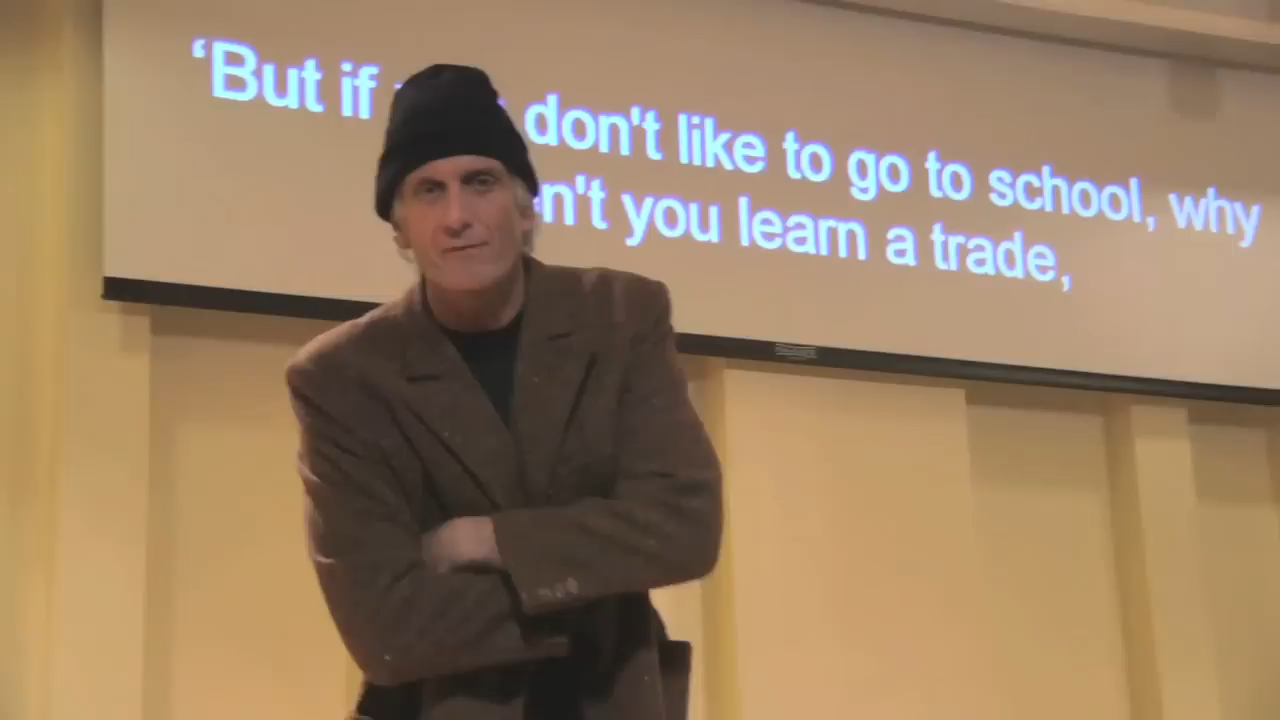 ‘But if don't like to go to school, why
you learn a trade,